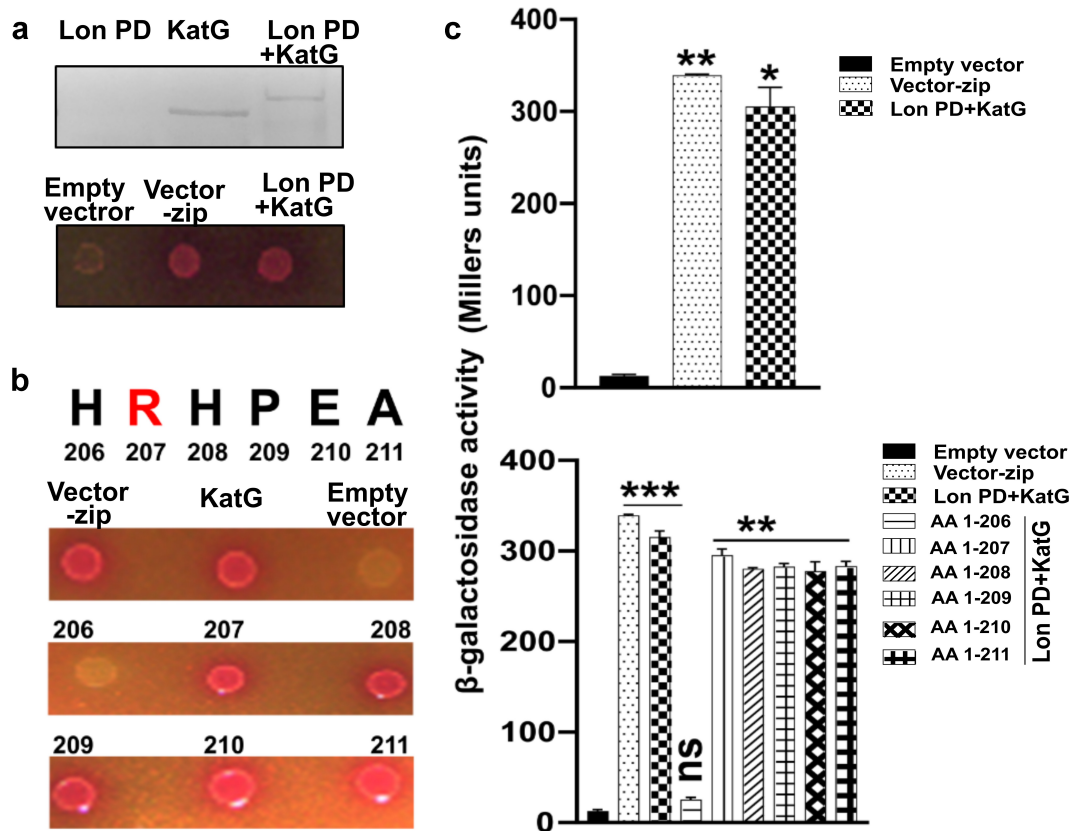 a
Lon PD KatG Lon PD
+KatG
Empty
vectror
Vector
-zip
Lon PD
+KatG
b
H R H P E A
206 207 208 209 210 211
Vector
-zip
KatG
Empty
vector
206 207 208
209 210 211
c
β-galactosidase activity (Millers units)
400
300
200
100
0
**
*
Empty vector
Vector-zip
Lon PD+KatG
400
300
200
100
0
***
ns
**
Empty vector
Vector-zip
Lon PD+KatG
AA 1-206
AA 1-207
AA 1-208
AA 1-209
AA 1-210
AA 1-211
Lon PD+KatG